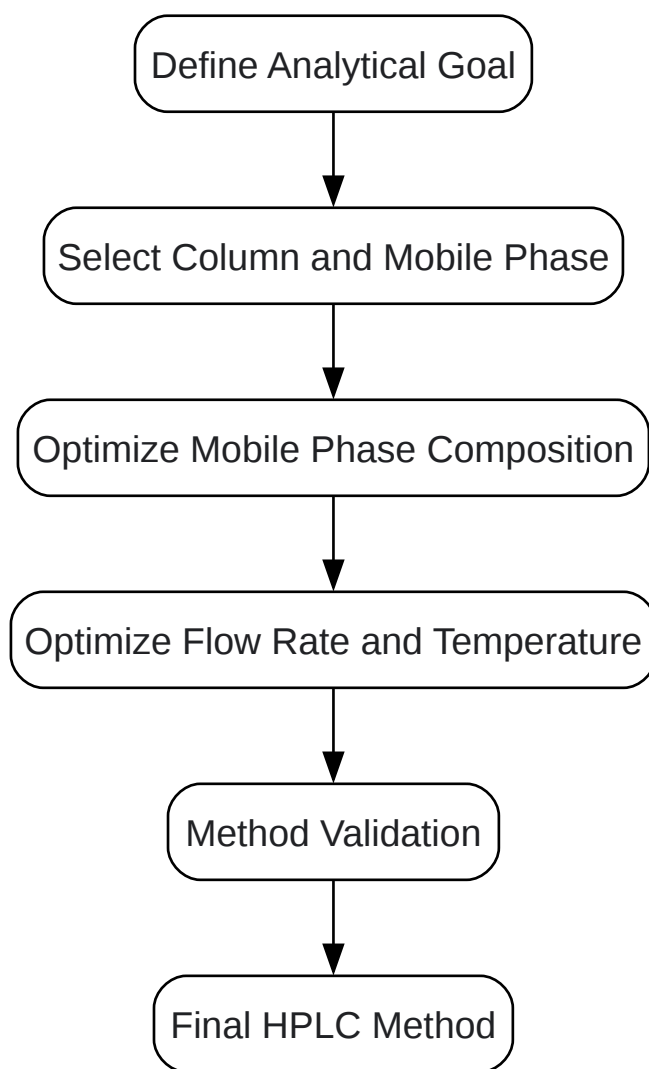 Define Analytical Goal
Select Column and Mobile Phase
Optimize Mobile Phase Composition
Optimize Flow Rate and Temperature
Method Validation
Final HPLC Method